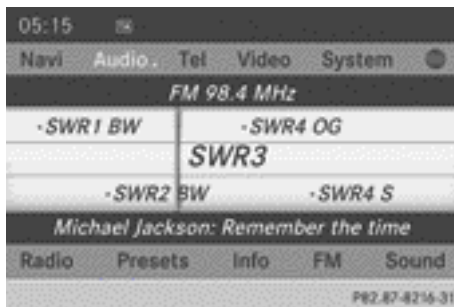 05:15
Navi Audio. Tel Video System
FM 98.4 MHz
-SWR1 BW -SWR4 OG
SWR3
-SWR2 BW -SWR4 S
Michael Jackson: Remember the time
Radio Presets Info FM Sound
P82.87-8216-31